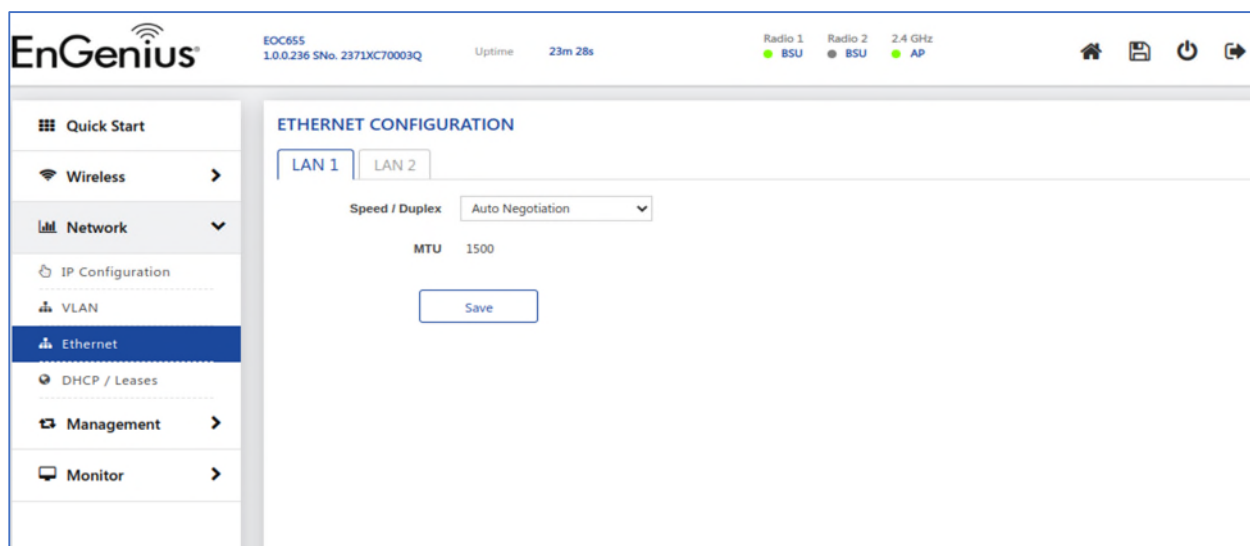 EnGenius
EOC655
1.0.0.236 SNo. 2371XC70003Q
Uptime 23m 28s
Radio 1 Radio 2 2.4 GHz
BSU BSU AP
Quick Start
Wireless
Network
IP Configuration
VLAN
Ethernet
DHCP / Leases
Management
Monitor
ETHERNET CONFIGURATION
LAN 1 LAN 2
Speed / Duplex Auto Negotiation
MTU 1500
Save